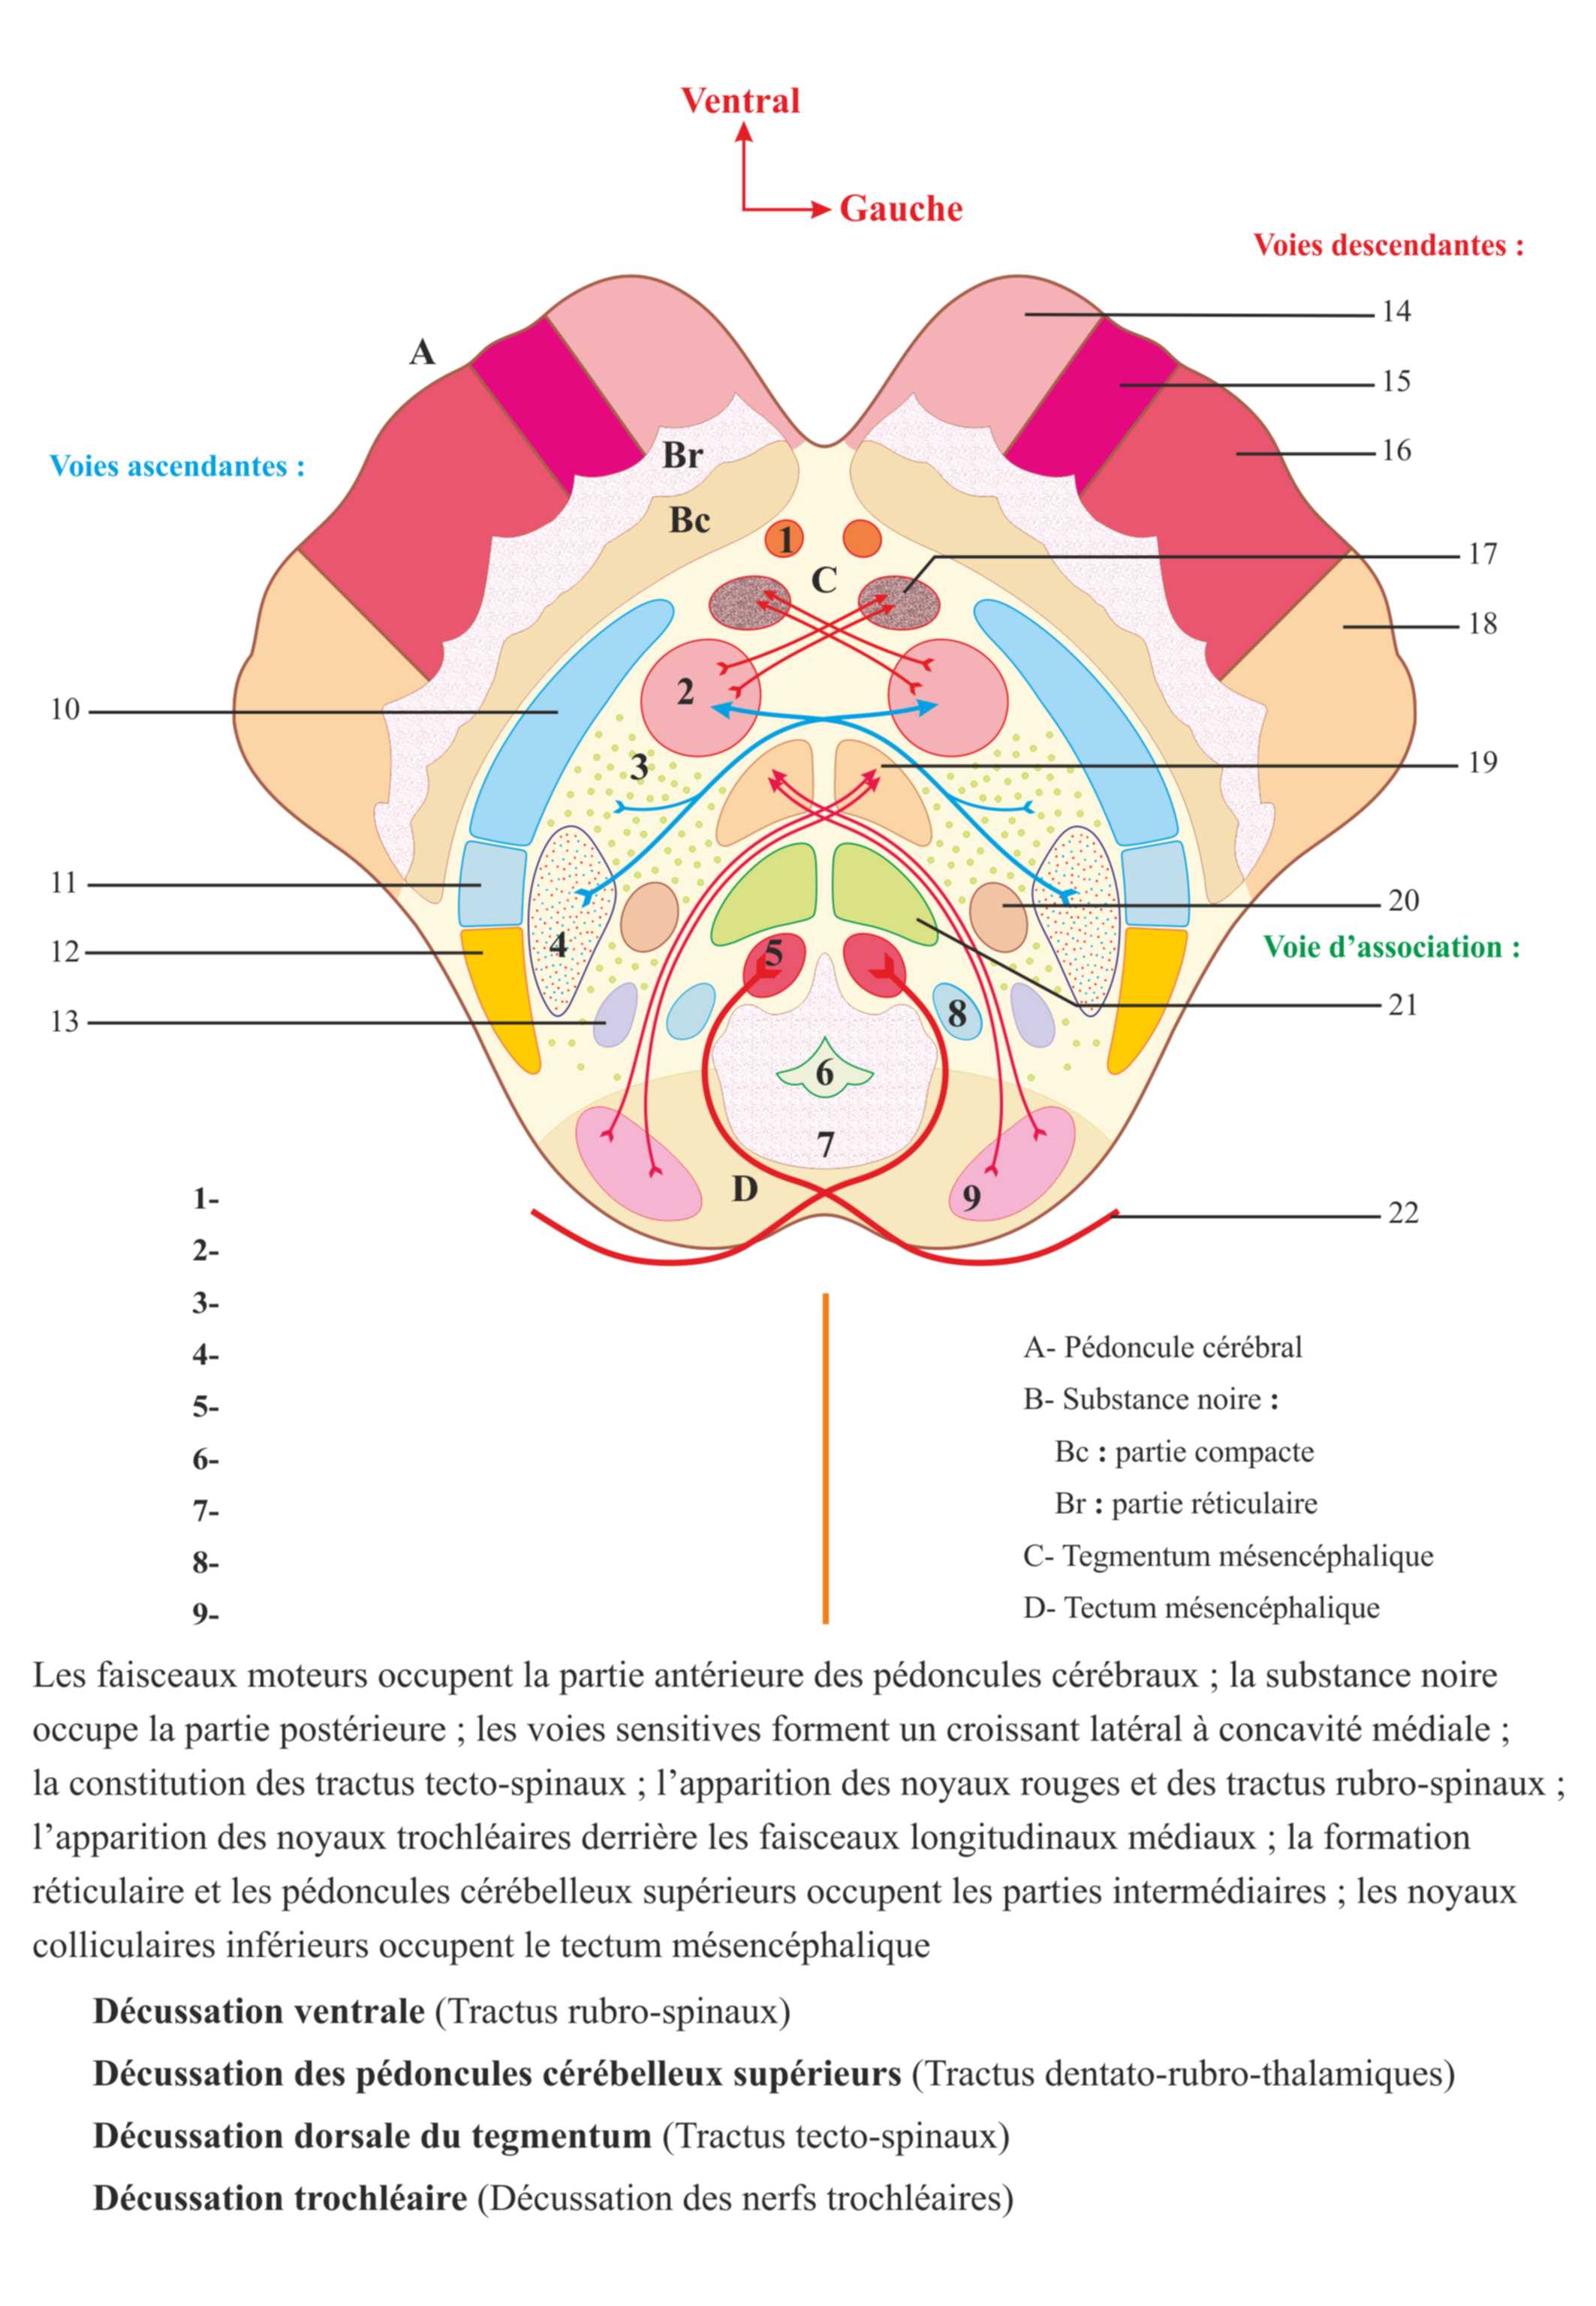 Ventral
Gauche
Voies descendantes :
14
A
15
Voies ascendantes :
Br
16
Bc
1
17
C
18
2
10
3
19
11
20
4
5
Voie d’association :
12
21
8
13
6
7
D
9
22
1-
2-
3-
4-
5-
6-
7-
8-
9-
A- Pédoncule cérébral
B- Substance noire :
Bc : partie compacte
Br : partie réticulaire
C- Tegmentum mésencéphalique
D- Tectum mésencéphalique
Les faisceaux moteurs occupent la partie antérieure des pédoncules cérébraux ; la substance noire
occupe la partie postérieure ; les voies sensitives forment un croissant latéral à concavité médiale ;
la constitution des tractus tecto-spinaux ; l’apparition des noyaux rouges et des tractus rubro-spinaux ;
l’apparition des noyaux trochléaires derrière les faisceaux longitudinaux médiaux ; la formation
réticulaire et les pédoncules cérébelleux supérieurs occupent les parties intermédiaires ; les noyaux
colliculaires inférieurs occupent le tectum mésencéphalique
Décussation ventrale (Tractus rubro-spinaux)
Décussation des pédoncules cérébelleux supérieurs (Tractus dentato-rubro-thalamiques)
Décussation dorsale du tegmentum (Tractus tecto-spinaux)
Décussation trochléaire (Décussation des nerfs trochléaires)